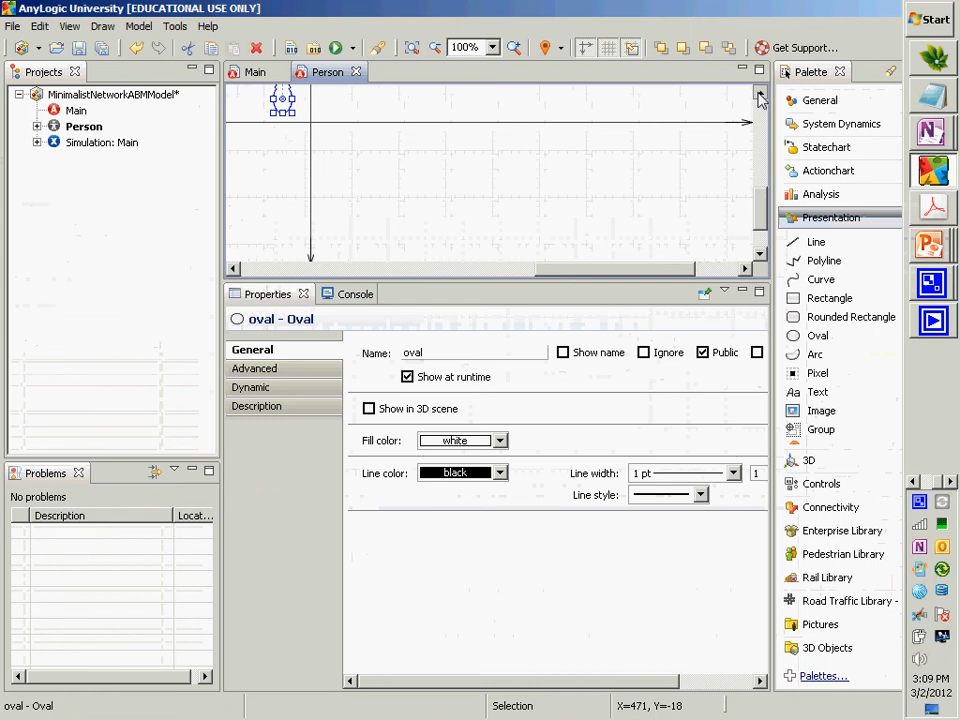 AnyLogic University [EDUCATIONAL USE ONLY]
File Edit View Draw Model Tools Help
100% Get Support...
Start
Projects
Main
Person
Palette
MinimalistNetworkABMModel*
Main
Person
Simulation: Main
General
System Dynamics
Statechart
Actionchart
Analysis
Presentation
Line
Polyline
Curve
Rectangle
Rounded Rectangle
Oval
Arc
Pixel
Aa Text
Image
Group
3D
Controls
Connectivity
Enterprise Library
Pedestrian Library
Rail Library
Road Traffic Library -
Pictures
3D Objects
Palettes...
Properties
Console
oval - Oval
General
Advanced
Dynamic
Description
Name: oval Show name Ignore Public
Show at runtime
Show in 3D scene
Fill color: white
Line color: black Line width: 1 pt 1
Line style:
Problems
No problems
Description Locat...
oval - Oval
Selection
X=471, Y=-18
3:09 PM
3/2/2012